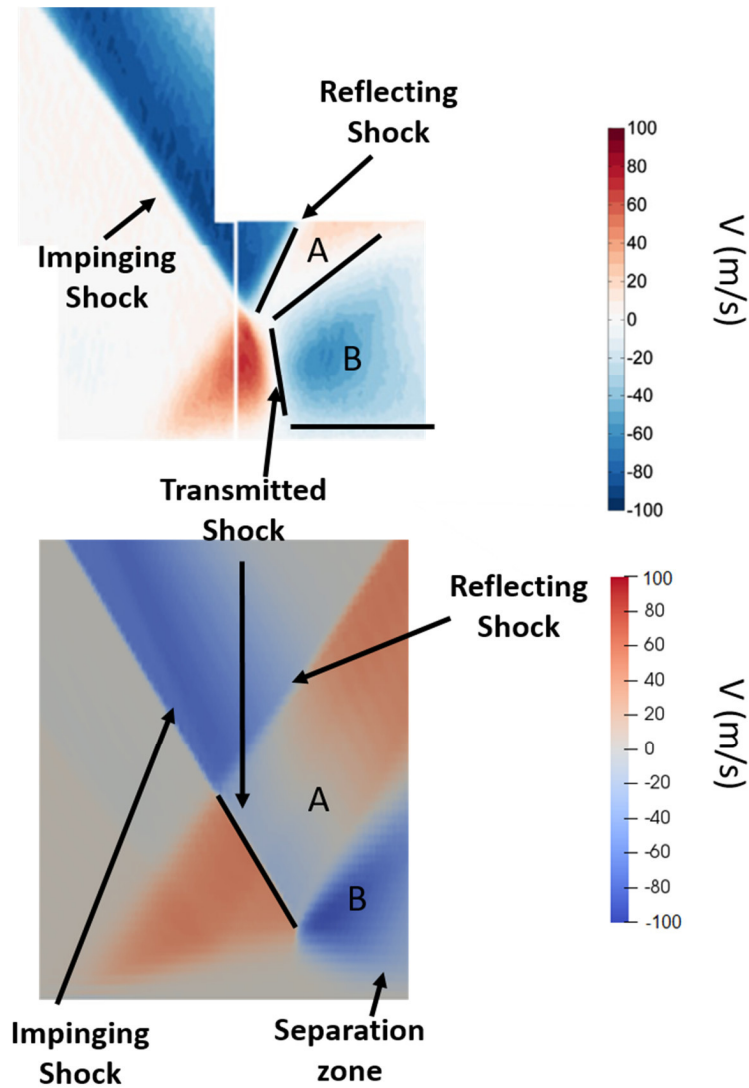 Reflecting
Shock
Impinging
Shock
A
B
100
80
60
40
20
0
-20
-40
-60
-80
-100
V (m/s)
Transmitted
Shock
Reflecting
Shock
A
B
100
80
60
40
20
0
-20
-40
-60
-80
-100
V (m/s)
Impinging
Shock
Separation
zone